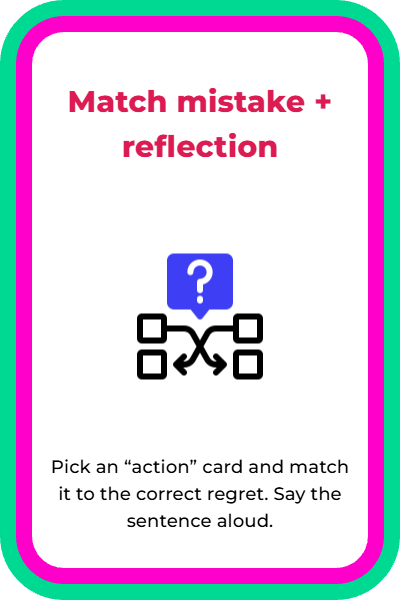 Match mistake +
reflection
?
Pick an “action” card and match
it to the correct regret. Say the
sentence aloud.